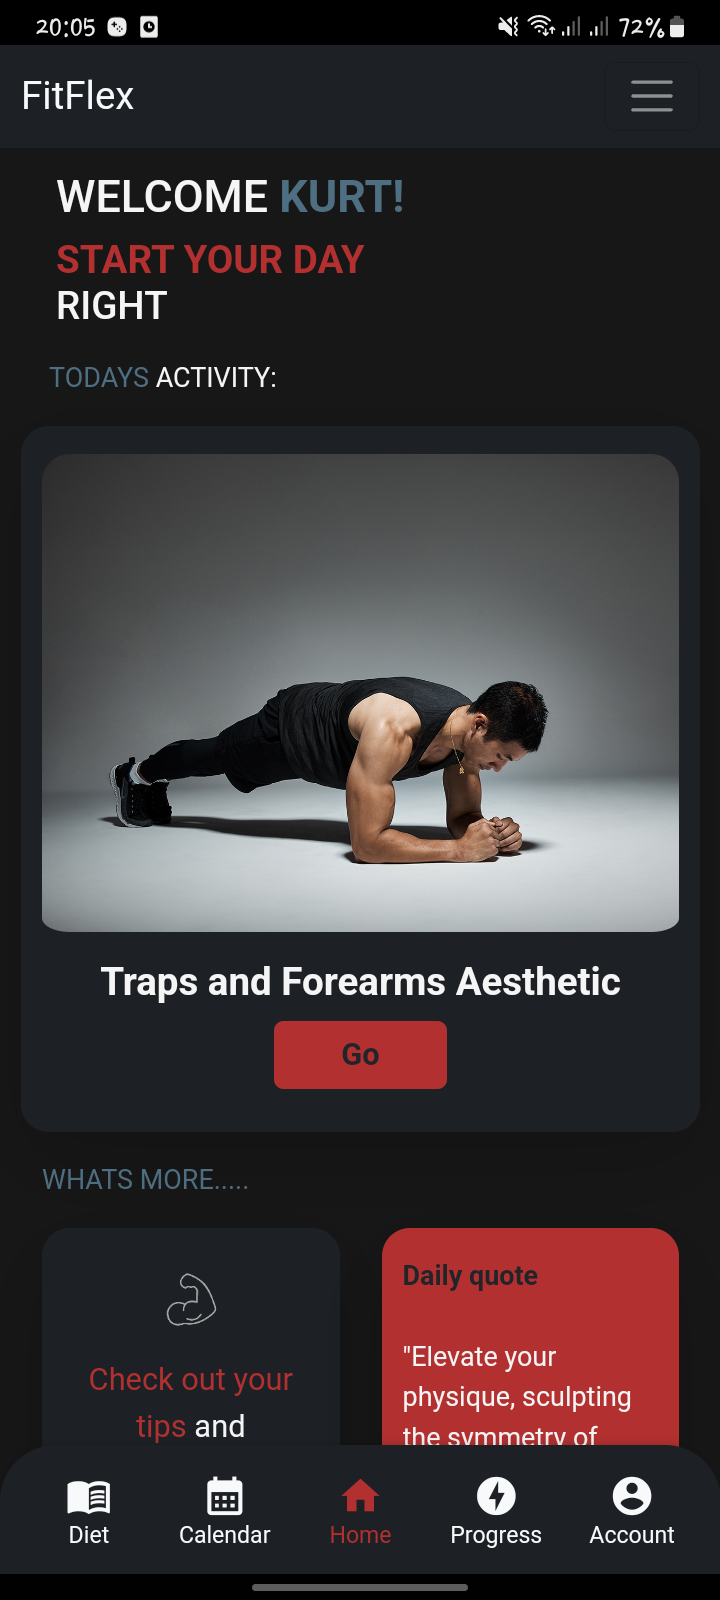 20:05
72%
FitFlex
WELCOME KURT!
START YOUR DAY
RIGHT
TODAYS ACTIVITY:
Traps and Forearms Aesthetic
Go
WHATS MORE.....
Check out your
tips and
Daily quote
"Elevate your
physique, sculpting
the symmetry of
Diet
Calendar
Home
Progress
Account